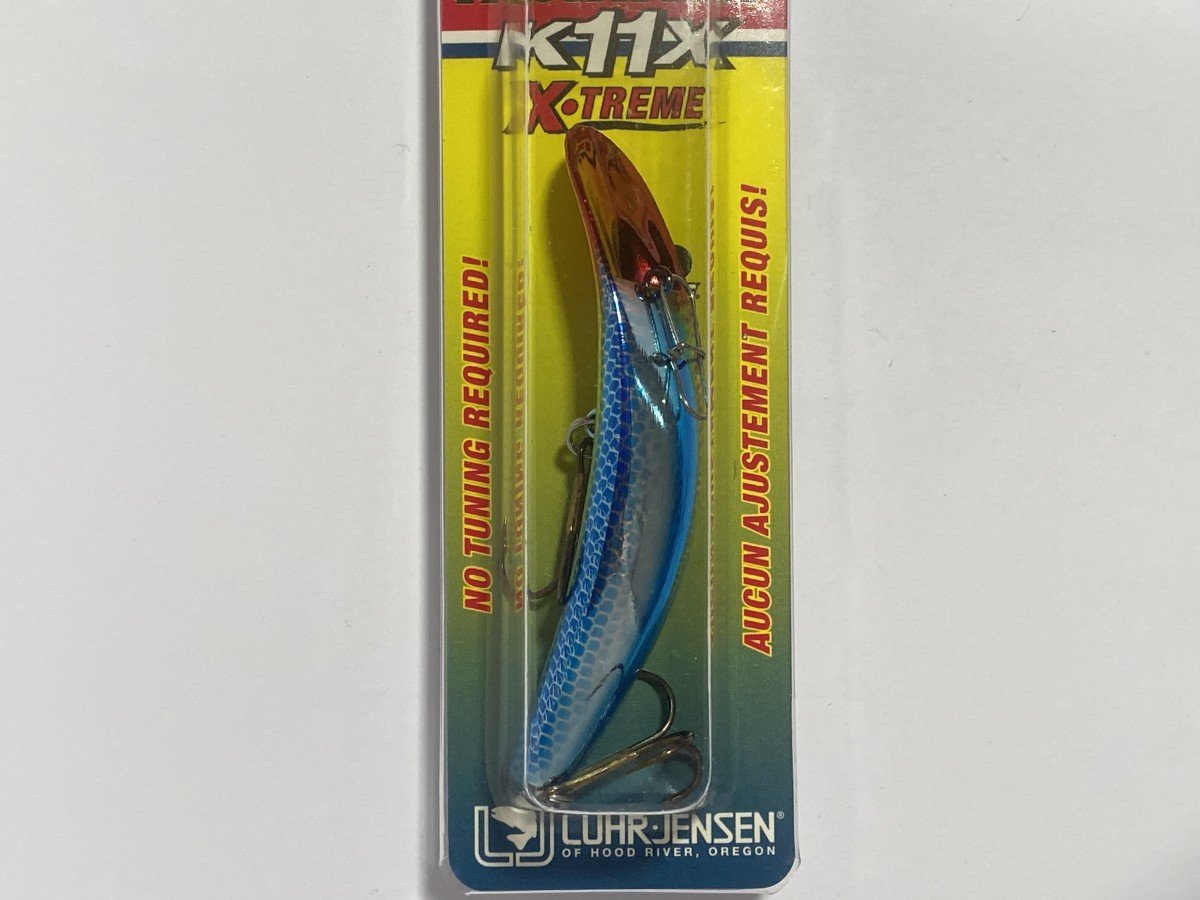 K11X
X•TREME
NO TUNING REQUIRED!
AUCUN AJUSTEMENT REQUIS!
LUHR•JENSEN®
OF HOOD RIVER, OREGON